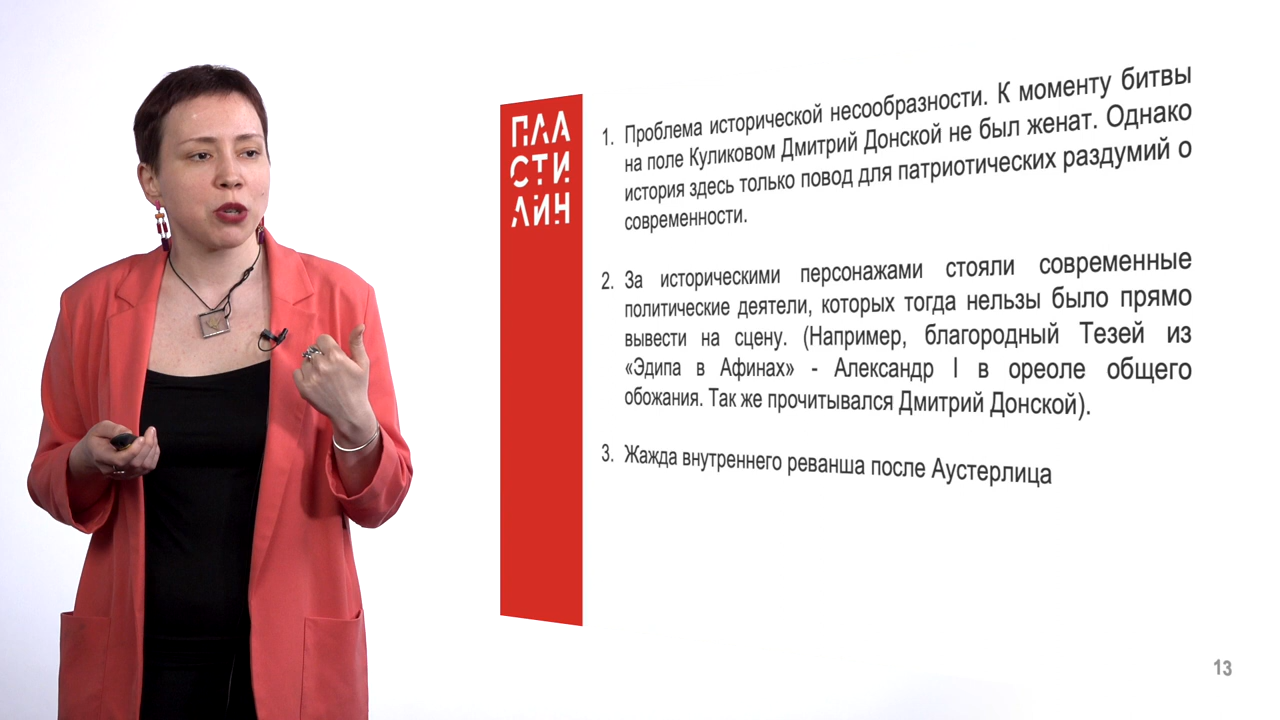 ПЛА
СТИ
ЛИН
1. Проблема исторической несообразности. К моменту битвы
на поле Куликовом Дмитрий Донской не был женат. Однако
история здесь только повод для патриотических раздумий о
современности.
2. За историческими персонажами стояли современные
политические деятели, которых тогда нельзы было прямо
вывести на сцену. (Например, благородный Тезей из
«Эдипа в Афинах» - Александр I в ореоле общего
обожания. Так же прочитывался Дмитрий Донской).
3. Жажда внутреннего реванша после Аустерлица
13